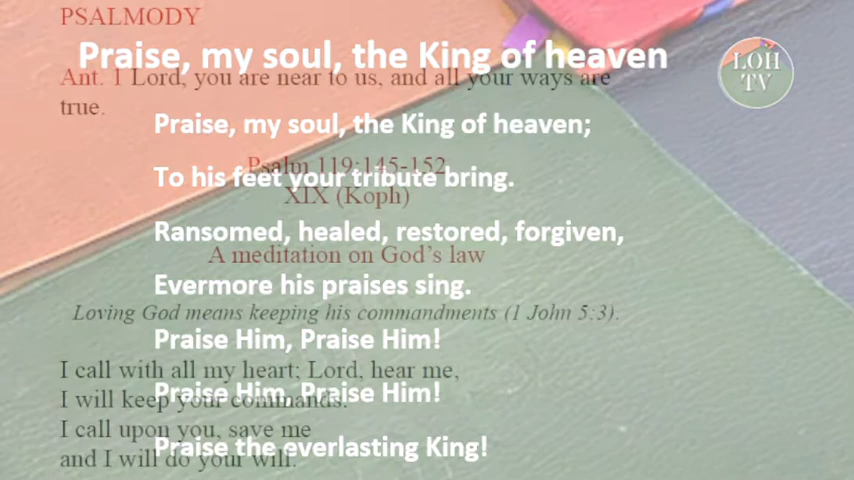 PSALMODY
Praise, my soul, the King of heaven
Ant. 1 Lord, you are near to us, and all your ways are
true.
LOH
TV
Praise, my soul, the King of heaven;
Psalm 119:145-152
To his feet your tribute bring.
XIX (Koph)
Ransomed, healed, restored, forgiven,
A meditation on God's law
Evermore his praises sing.
Loving God means keeping his commandments (1 John 5:3).
Praise Him, Praise Him!
I call with all my heart; Lord, hear me,
Praise Him, Praise Him!
I will keep your commands.
I call upon you, save me
Praise the everlasting King!
and I will do your will.